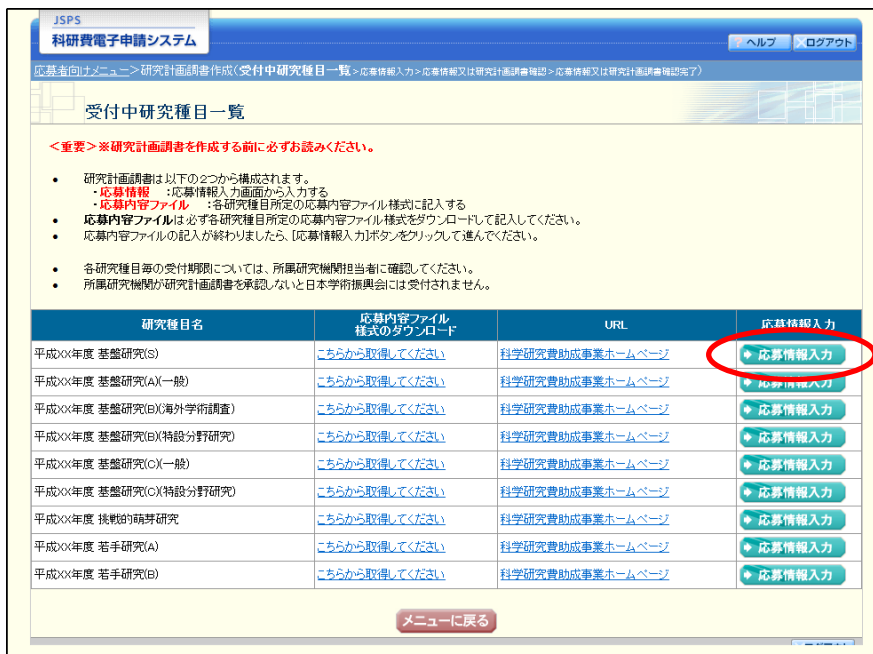 JSPS
科研費電子申請システム
ヘルプ ログアウト
応募者向けメニュー>研究計画調書作成(受付中研究種目一覧>応募情報入力>応募情報又は研究計画調書確認>応募情報又は研究計画調書確認完了)
受付中研究種目一覧
<重要>※研究計画調書を作成する前に必ずお読みください。
• 研究計画調書は以下の2つから構成されます。
・応募情報 :応募情報入力画面から入力する
・応募内容ファイル :各研究種目所定の応募内容ファイル様式に記入する
• 応募内容ファイルは必ず各研究種目所定の応募内容ファイル様式をダウンロードして記入してください。
• 応募内容ファイルの記入が終わりましたら、[応募情報入力]ボタンをクリックして進んでください。
• 各研究種目毎の受付期限については、所属研究機関担当者に確認してください。
• 所属研究機関が研究計画調書を承認しないと日本学術振興会には受付されません。
研究種目名 応募内容ファイル様式のダウンロード URL 応募情報入力
平成XX年度 基盤研究(S) こちらから取得してください 科学研究費助成事業ホームページ 応募情報入力
平成XX年度 基盤研究(A)(一般) こちらから取得してください 科学研究費助成事業ホームページ 応募情報入力
平成XX年度 基盤研究(B)(海外学術調査) こちらから取得してください 科学研究費助成事業ホームページ 応募情報入力
平成XX年度 基盤研究(B)(特設分野研究) こちらから取得してください 科学研究費助成事業ホームページ 応募情報入力
平成XX年度 基盤研究(C)(一般) こちらから取得してください 科学研究費助成事業ホームページ 応募情報入力
平成XX年度 基盤研究(C)(特設分野研究) こちらから取得してください 科学研究費助成事業ホームページ 応募情報入力
平成XX年度 挑戦的萌芽研究 こちらから取得してください 科学研究費助成事業ホームページ 応募情報入力
平成XX年度 若手研究(A) こちらから取得してください 科学研究費助成事業ホームページ 応募情報入力
平成XX年度 若手研究(B) こちらから取得してください 科学研究費助成事業ホームページ 応募情報入力
メニューに戻る